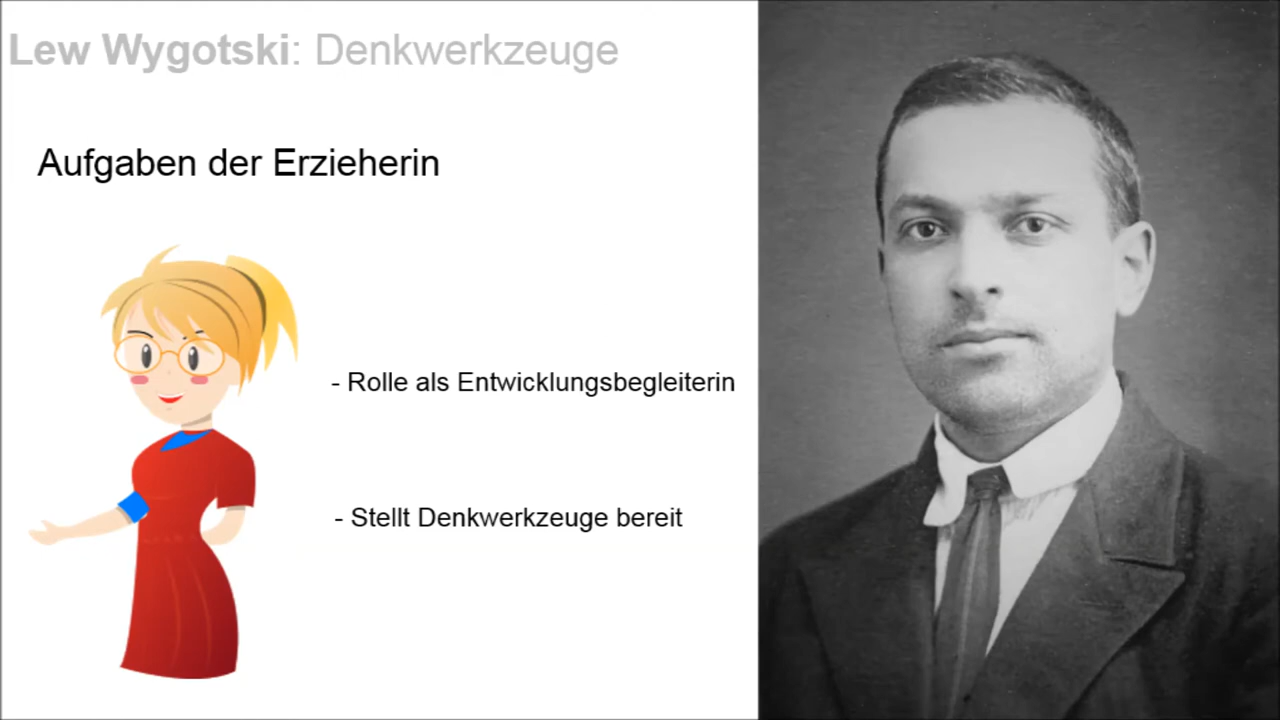 Lew Wygotski: Denkwerkzeuge
Aufgaben der Erzieherin
- Rolle als Entwicklungsbegleiterin
- Stellt Denkwerkzeuge bereit